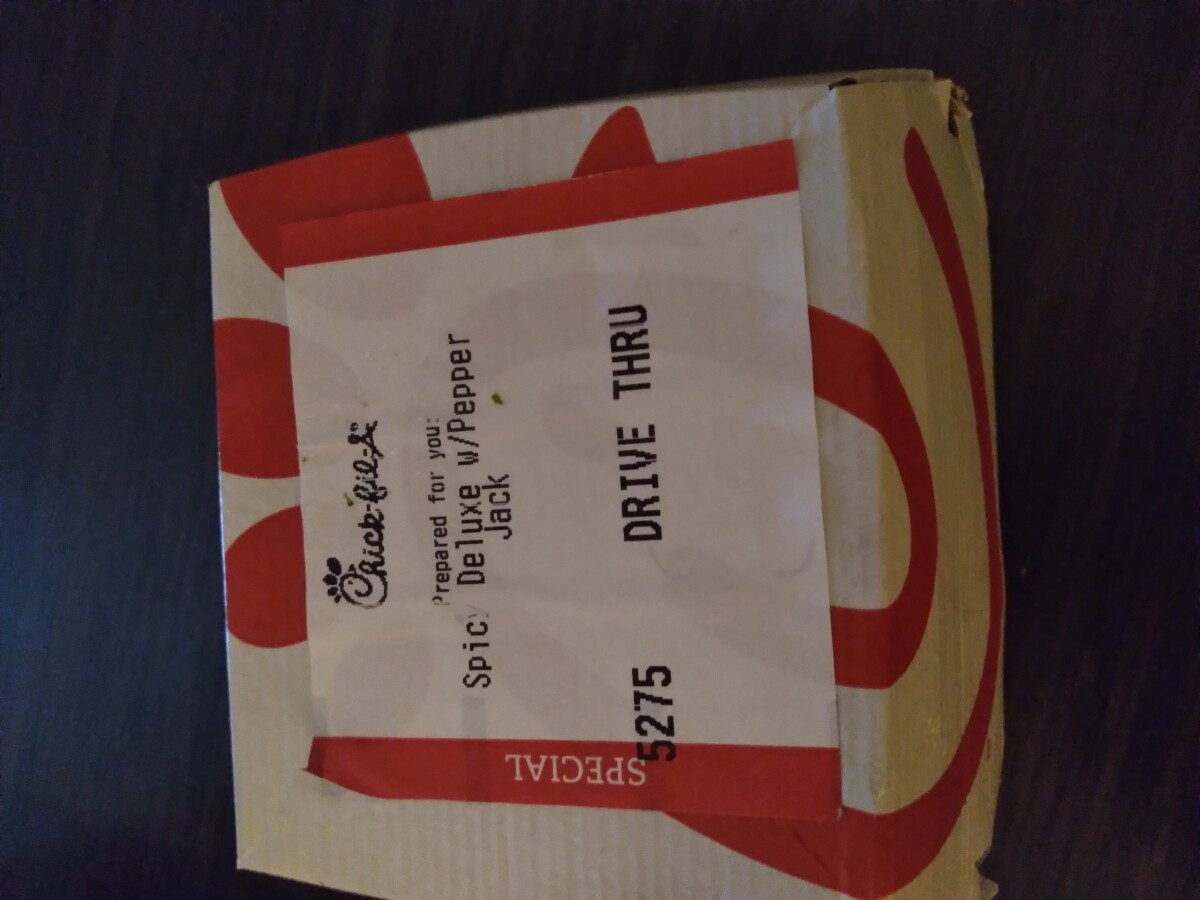 Chick-fil-A
Prepared for you:
Spicy Deluxe w/Pepper
Jack
5275 DRIVE THRU
SPECIAL